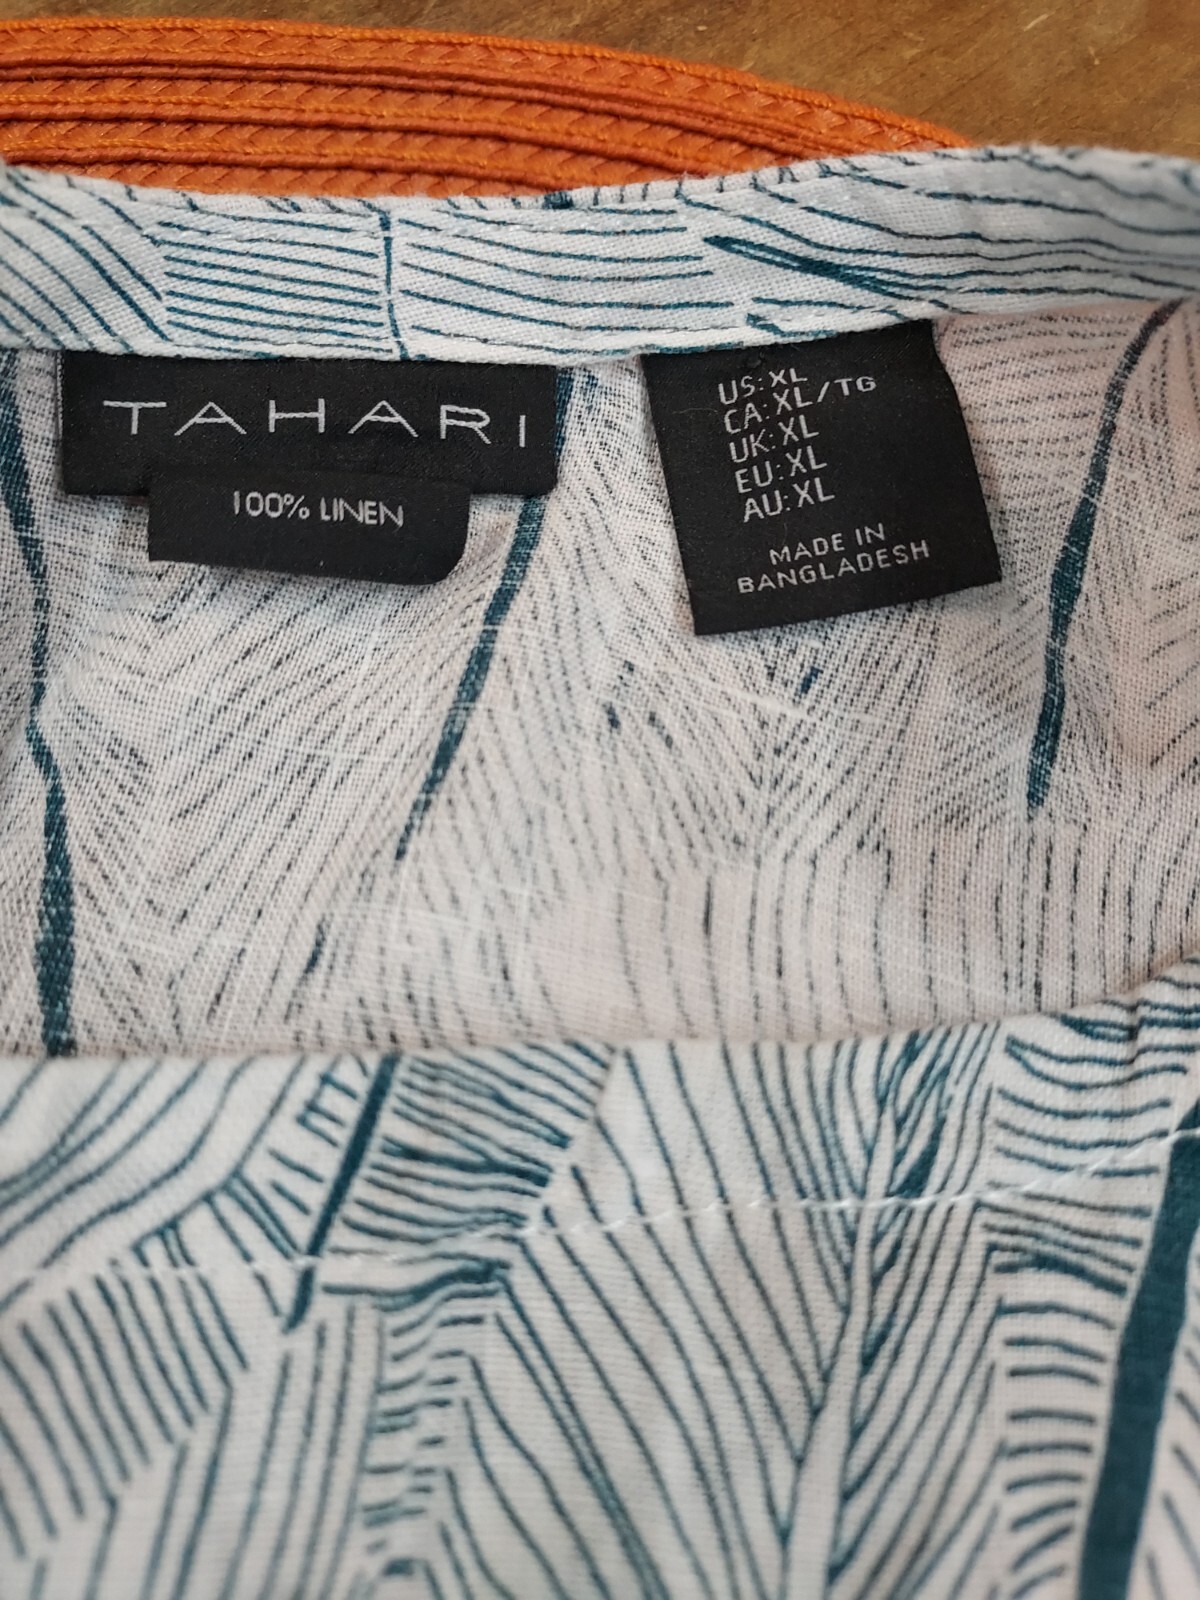 TAHARI
100% LINEN
US: XL
CA: XL/TG
UK: XL
EU: XL
AU: XL
MADE IN
BANGLADESH